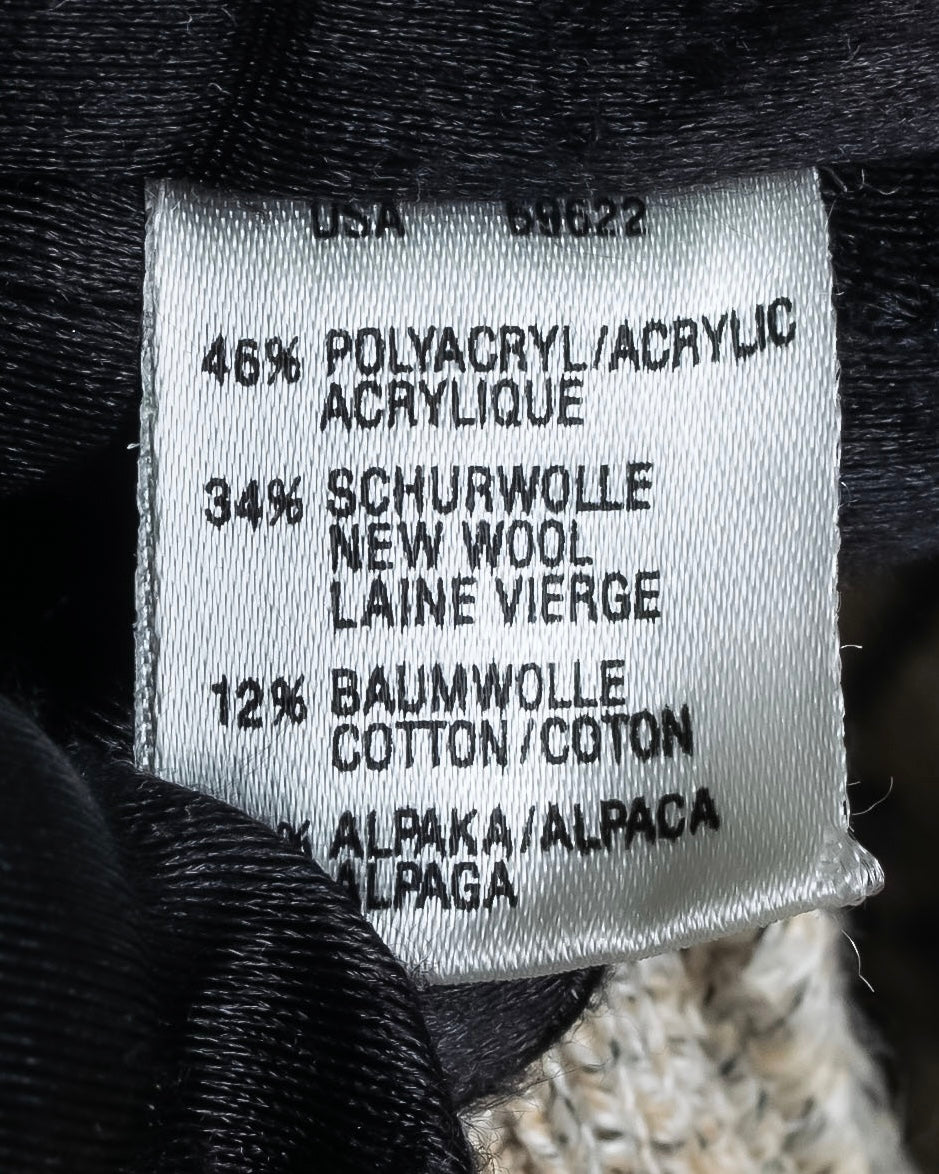 USA 69622
46% POLYACRYL/ACRYLIC
ACRYLIQUE
34% SCHURWOLLE
NEW WOOL
LAINE VIERGE
12% BAUMWOLLE
COTTON/COTON
% ALPAKA/ALPACA
ALPAGA